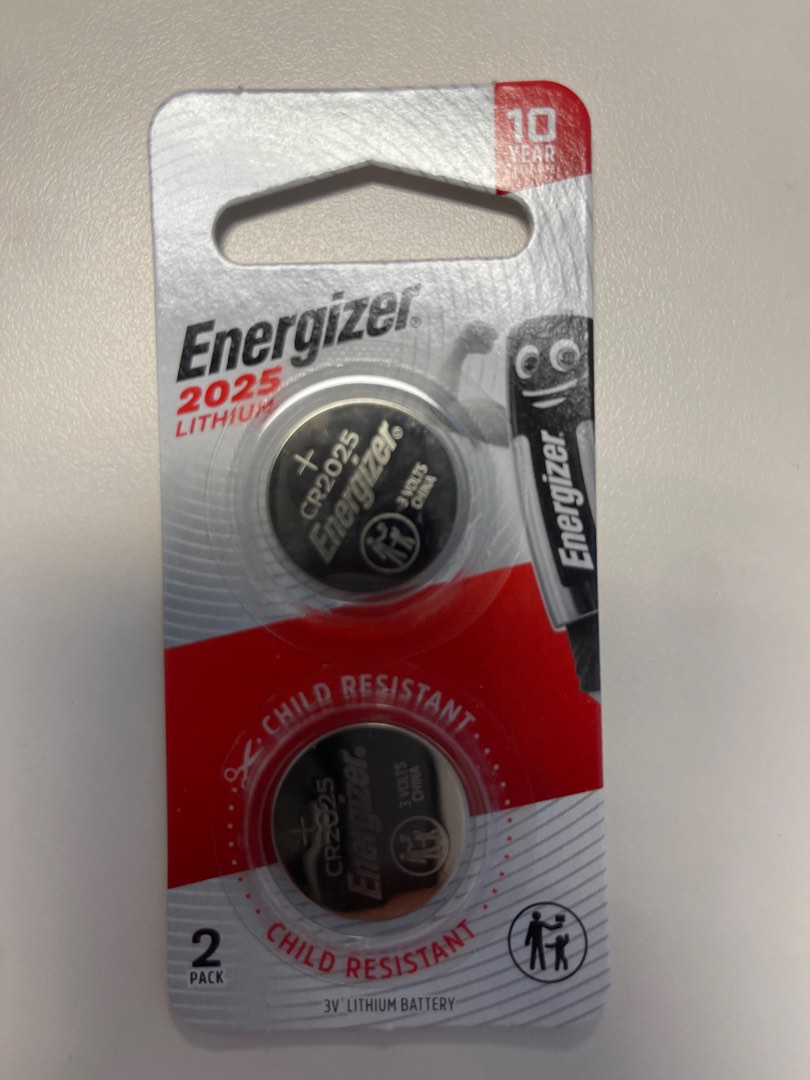 10
YEAR
Energizer®
2025
LITHIUM
+
CR2025
Energizer®
3 VOLTS
CHINA
Energizer
CHILD RESISTANT
+
CR2025
Energizer®
3 VOLTS
CHINA
CHILD RESISTANT
2
PACK
3V LITHIUM BATTERY